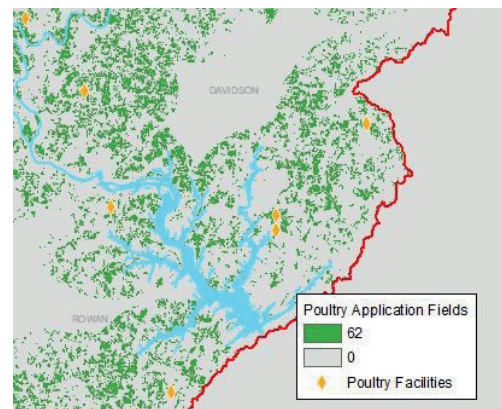 DAVIDSON
ROWAN
Poultry Application Fields
62
0
Poultry Facilities